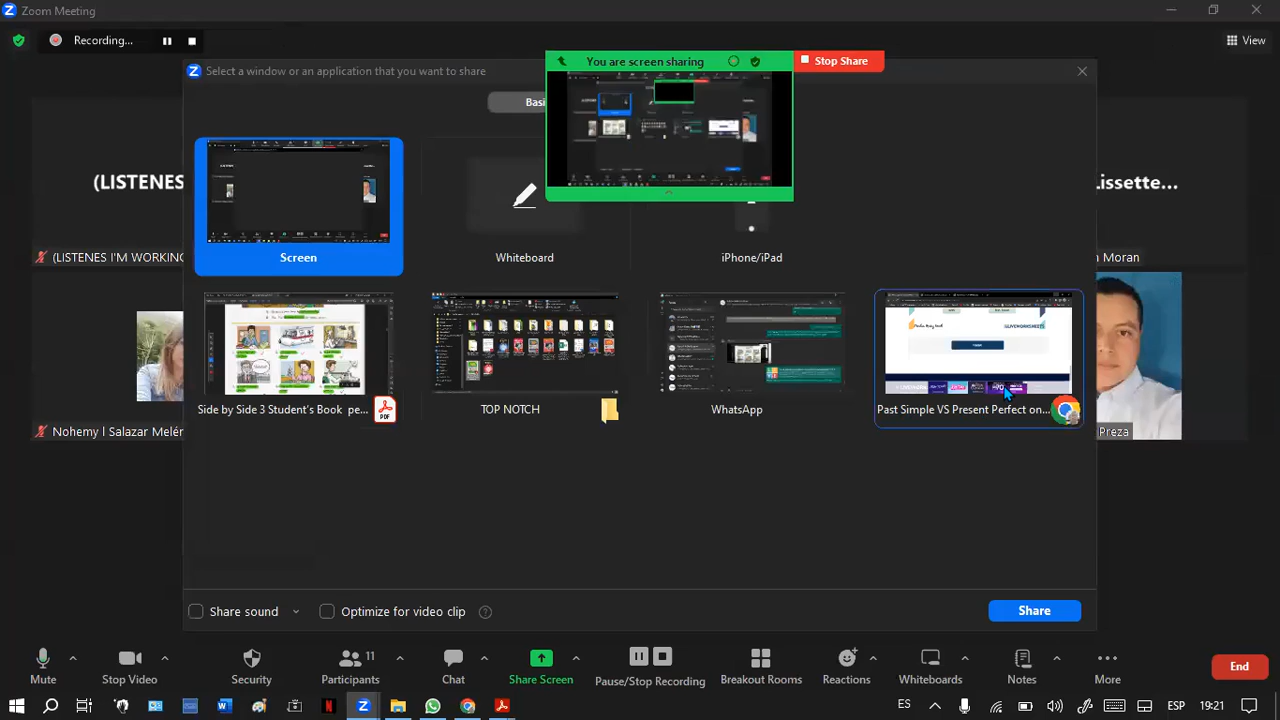 Zoom Meeting
Recording...
View
Select a window or an application that you want to share
You are screen sharing
Stop Share
Basi
(LISTENES
issette...
Screen
Whiteboard
iPhone/iPad
(LISTENES I'M WORKING
Moran
LIVEWORKSHEETS
Side by Side 3 Student's Book pe...
PDF
TOP NOTCH
WhatsApp
Past Simple VS Present Perfect on...
Nohemy I Salazar Melér
Preza
Share sound
Optimize for video clip
Share
Mute
Stop Video
Security
11
Participants
Chat
Share Screen
Pause/Stop Recording
Breakout Rooms
Reactions
Whiteboards
Notes
More
End
ES
ESP
19:21